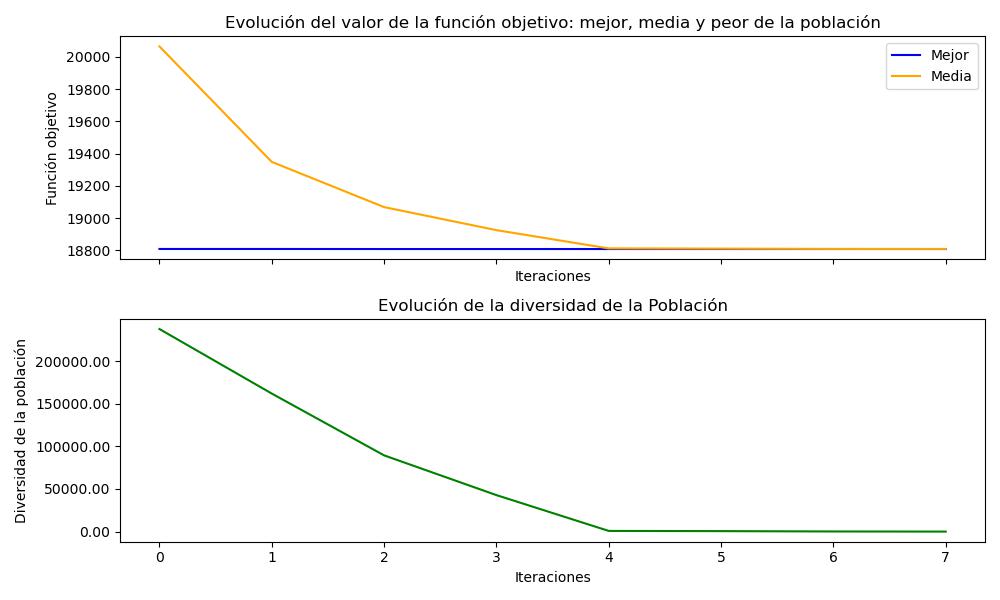 Evolución del valor de la función objetivo: mejor, media y peor de la población
Función objetivo
20000
19800
19600
19400
19200
19000
18800
Mejor
Media
Iteraciones
Evolución de la diversidad de la Población
Diversidad de la población
200000.00
150000.00
100000.00
50000.00
0.00
0 1 2 3 4 5 6 7
Iteraciones